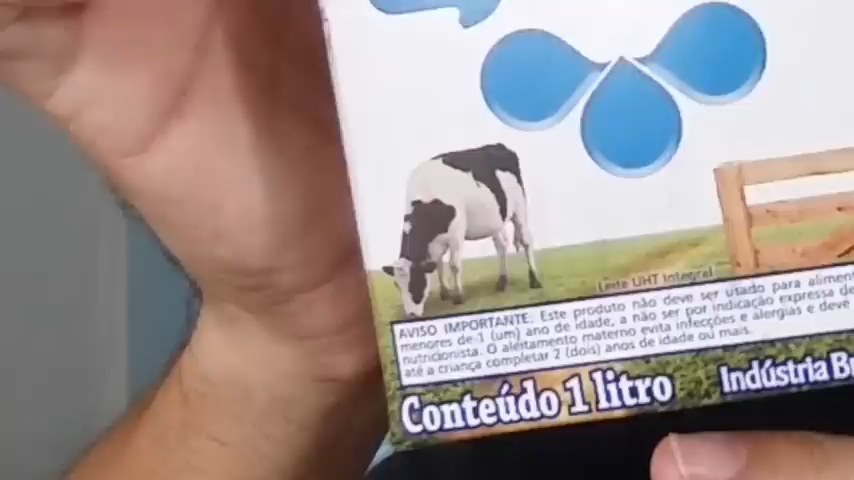 Leite UHT Integral
AVISO IMPORTANTE: Este produto não deve ser usado para
menores de 1 (um) ano de idade, a não ser por indicação expressa de
nutricionista. O aleitamento materno evita infecções e alergias e deve
até a criança completar 2 (dois) anos de idade ou mais.
Conteúdo 1 litro
Indústria